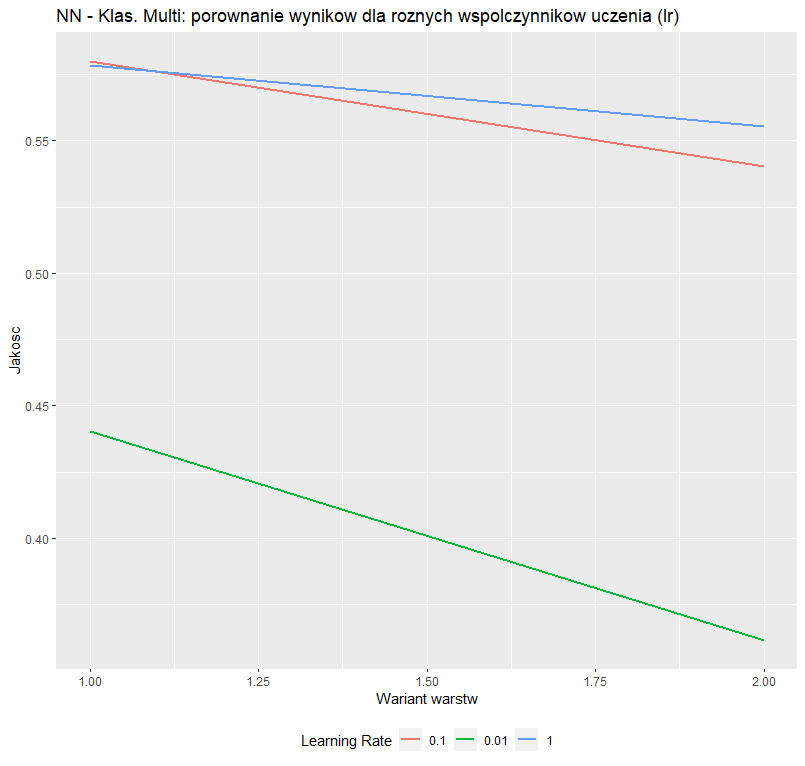 NN - Klas. Multi: porownanie wynikow dla roznych wspolczynnikow uczenia (lr)
Jakosc
0.55
0.50
0.45
0.40
1.00 1.25 1.50 1.75 2.00
Wariant warstw
Learning Rate 0.1 0.01 1